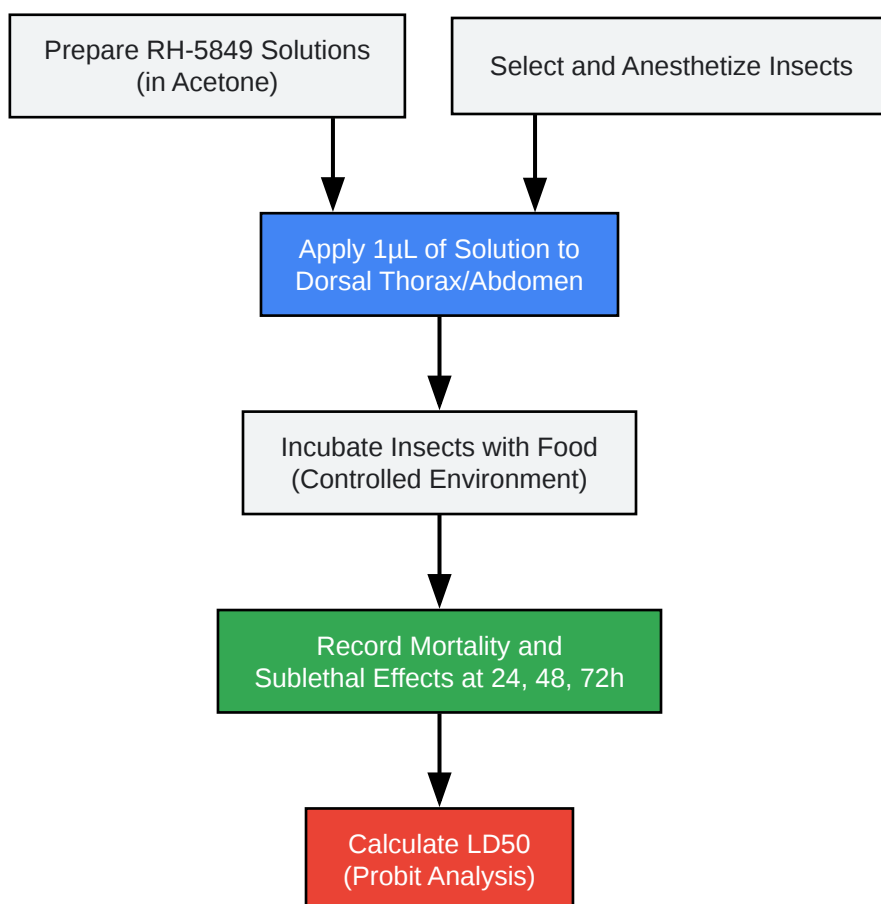 Prepare RH-5849 Solutions
(in Acetone)
Select and Anesthetize Insects
Apply 1µL of Solution to
Dorsal Thorax/Abdomen
Incubate Insects with Food
(Controlled Environment)
Record Mortality and
Sublethal Effects at 24, 48, 72h
Calculate LD50
(Probit Analysis)